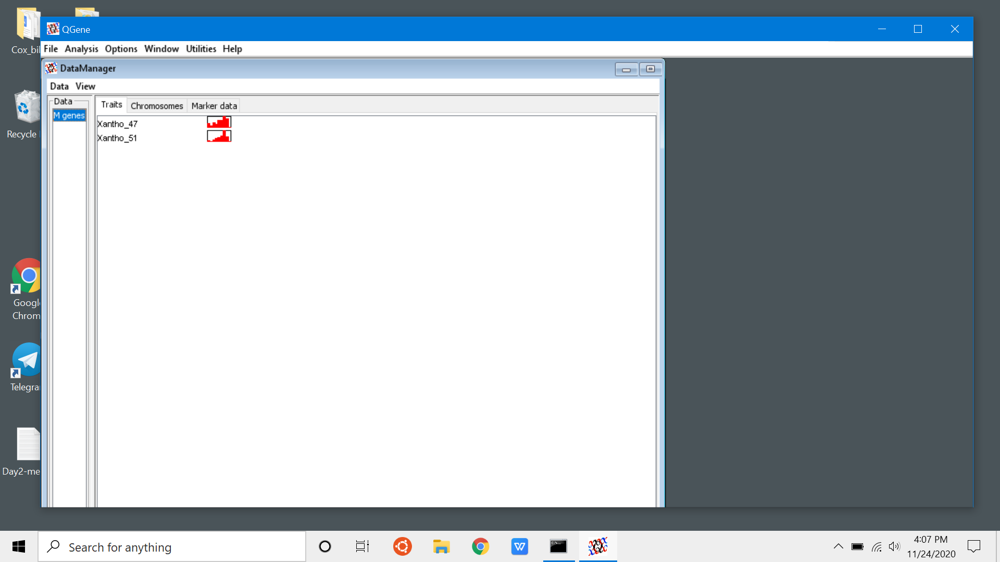 QGene
File Analysis Options Window Utilities Help
DataManager
Data View
Data
M genes
Traits Chromosomes Marker data
Xantho_47
Xantho_51
Cox_bil
Recycle
Google
Chrom
Telegra
Day2-me
Search for anything
4:07 PM
11/24/2020